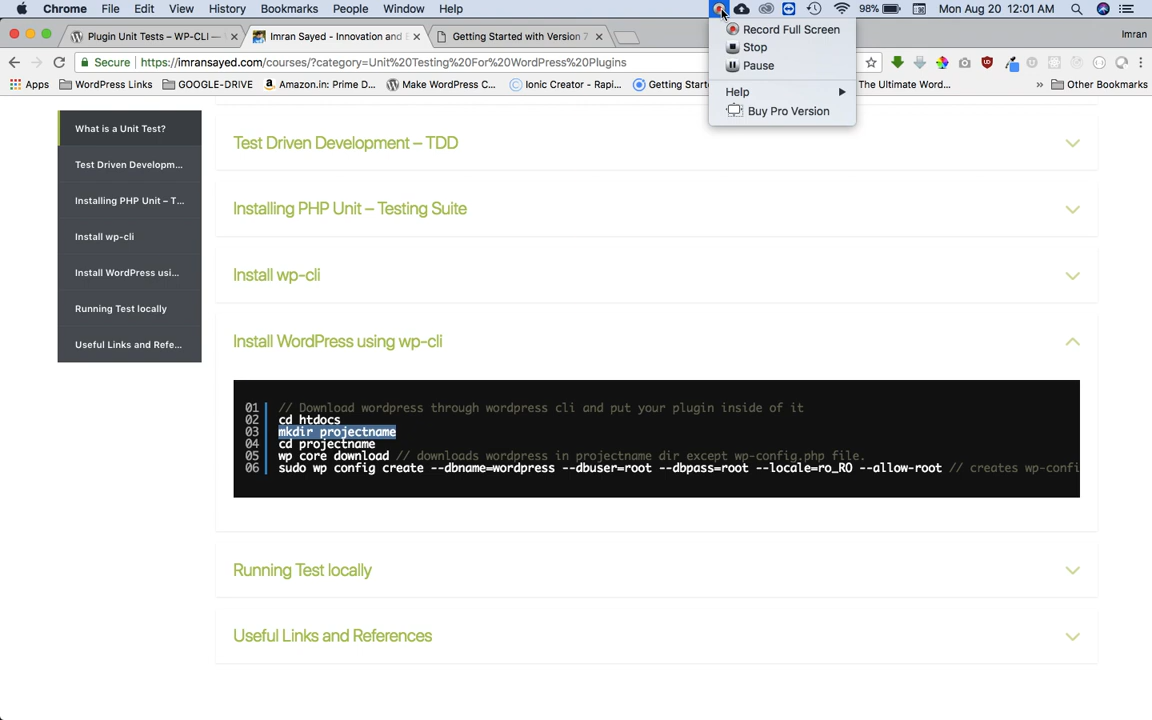 Chrome File Edit View History Bookmarks People Window Help 98% Mon Aug 20 12:01 AM
Plugin Unit Tests – WP-CLI —
Imran Sayed - Innovation and E
Getting Started with Version 7
Imran
Secure https://imransayed.com/courses/?category=Unit%20Testing%20For%20WordPress%20Plugins
Apps WordPress Links GOOGLE-DRIVE Amazon.in: Prime D... Make WordPress C... Ionic Creator - Rapi... Getting Start The Ultimate Word... » Other Bookmarks
Record Full Screen
Stop
Pause
Help
Buy Pro Version
What is a Unit Test?
Test Driven Developm...
Installing PHP Unit – T...
Install wp-cli
Install WordPress usi...
Running Test locally
Useful Links and Refe...
Test Driven Development – TDD
Installing PHP Unit – Testing Suite
Install wp-cli
Install WordPress using wp-cli
01 // Download wordpress through wordpress cli and put your plugin inside of it
02 cd htdocs
03 mkdir projectname
04 cd projectname
05 wp core download // downloads wordpress in projectname dir except wp-config.php file.
06 sudo wp config create --dbname=wordpress --dbuser=root --dbpass=root --locale=ro_RO --allow-root // creates wp-confi
Running Test locally
Useful Links and References